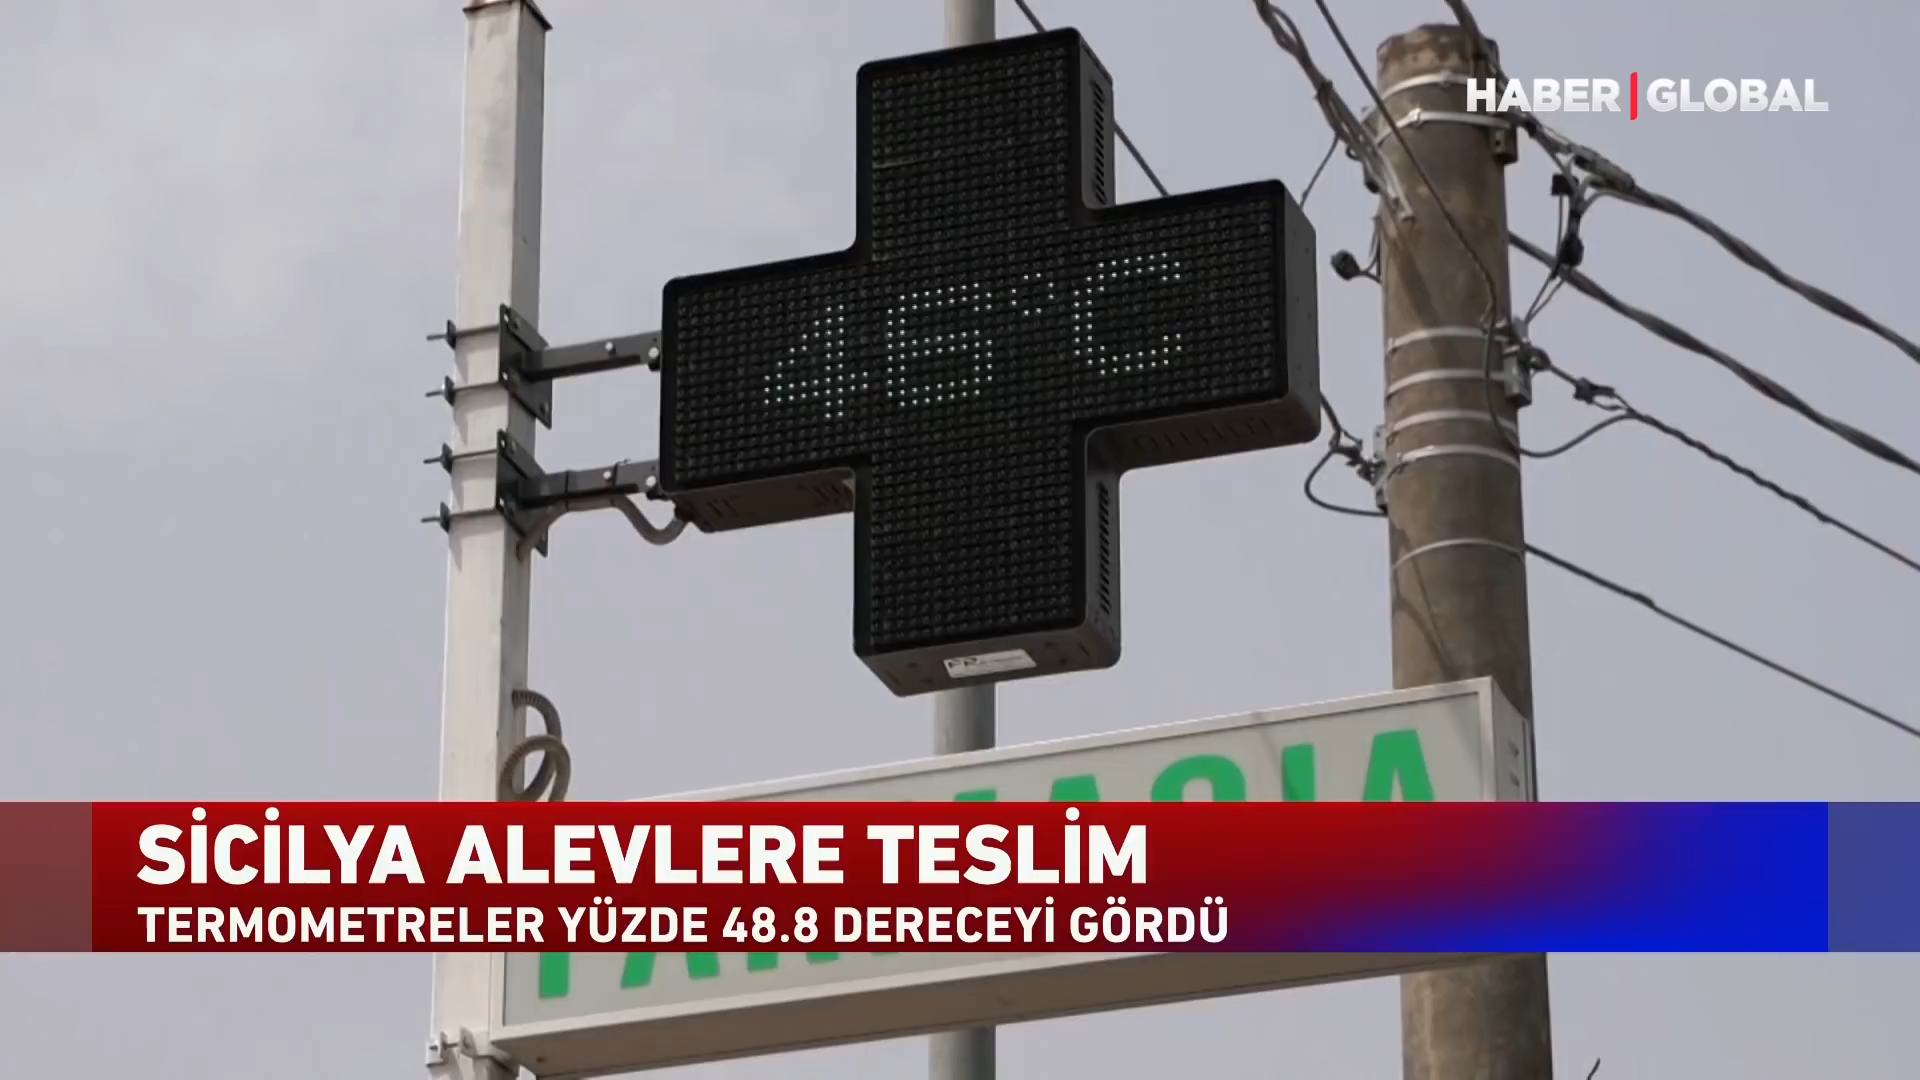 HABER GLOBAL
46°C
SİCİLYA ALEVLERE TESLİM
TERMOMETRELER YÜZDE 48.8 DERECEYİ GÖRDÜ